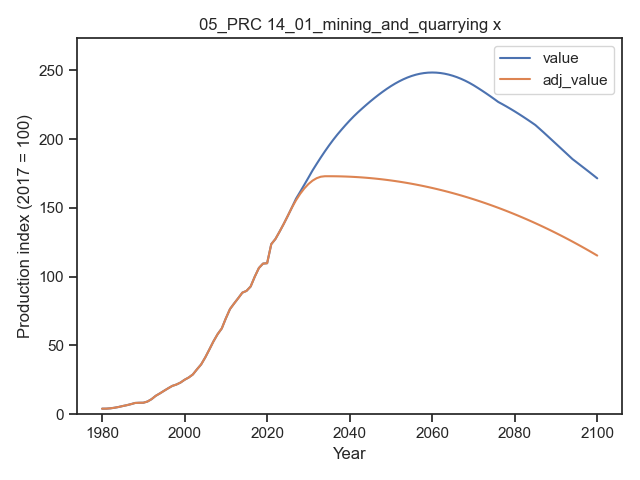 05_PRC 14_01_mining_and_quarrying x
value
adj_value
Production index (2017 = 100)
250
200
150
100
50
0
1980
2000
2020
2040
2060
2080
2100
Year